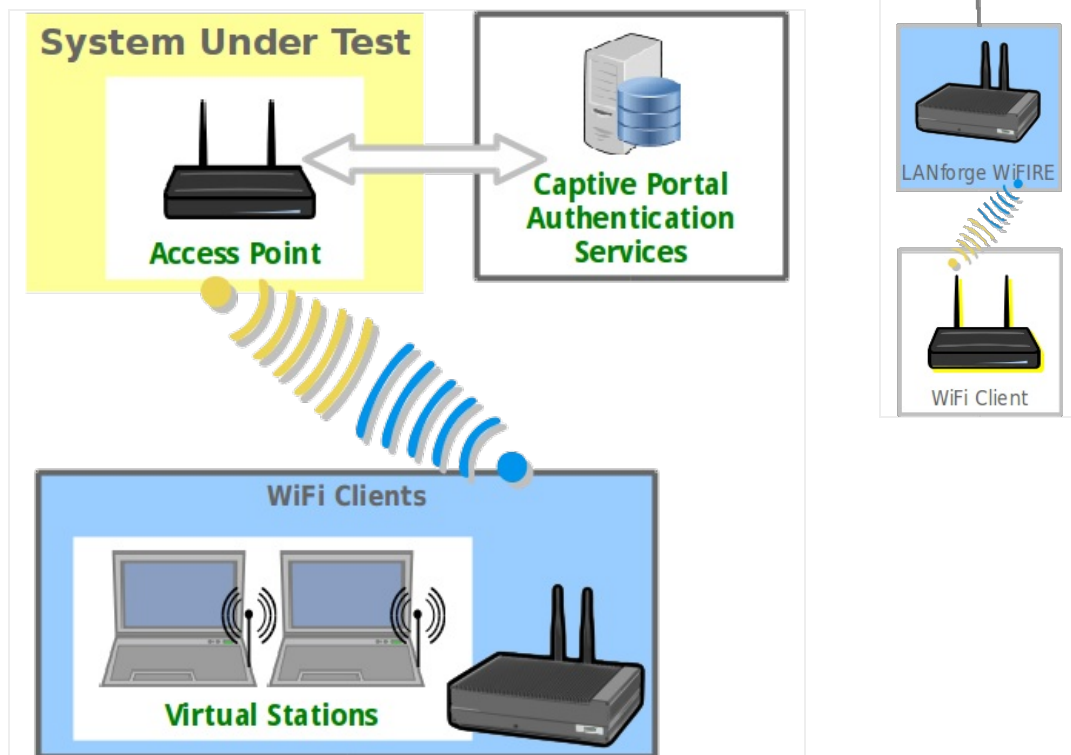 System Under Test
Access Point
Captive Portal
Authentication
Services
WiFi Clients
Virtual Stations
LANforge WiFIRE
WiFi Client